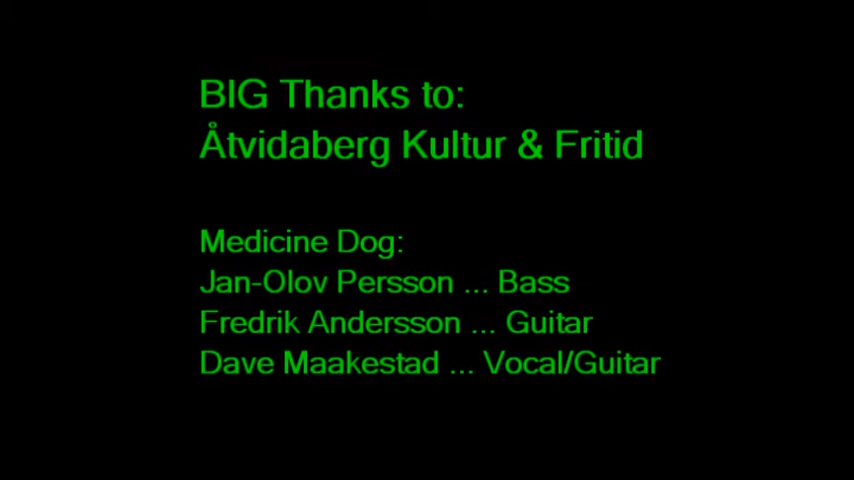 BIG Thanks to:
Åtvidaberg Kultur & Fritid
Medicine Dog:
Jan-Olov Persson ... Bass
Fredrik Andersson ... Guitar
Dave Maakestad ... Vocal/Guitar